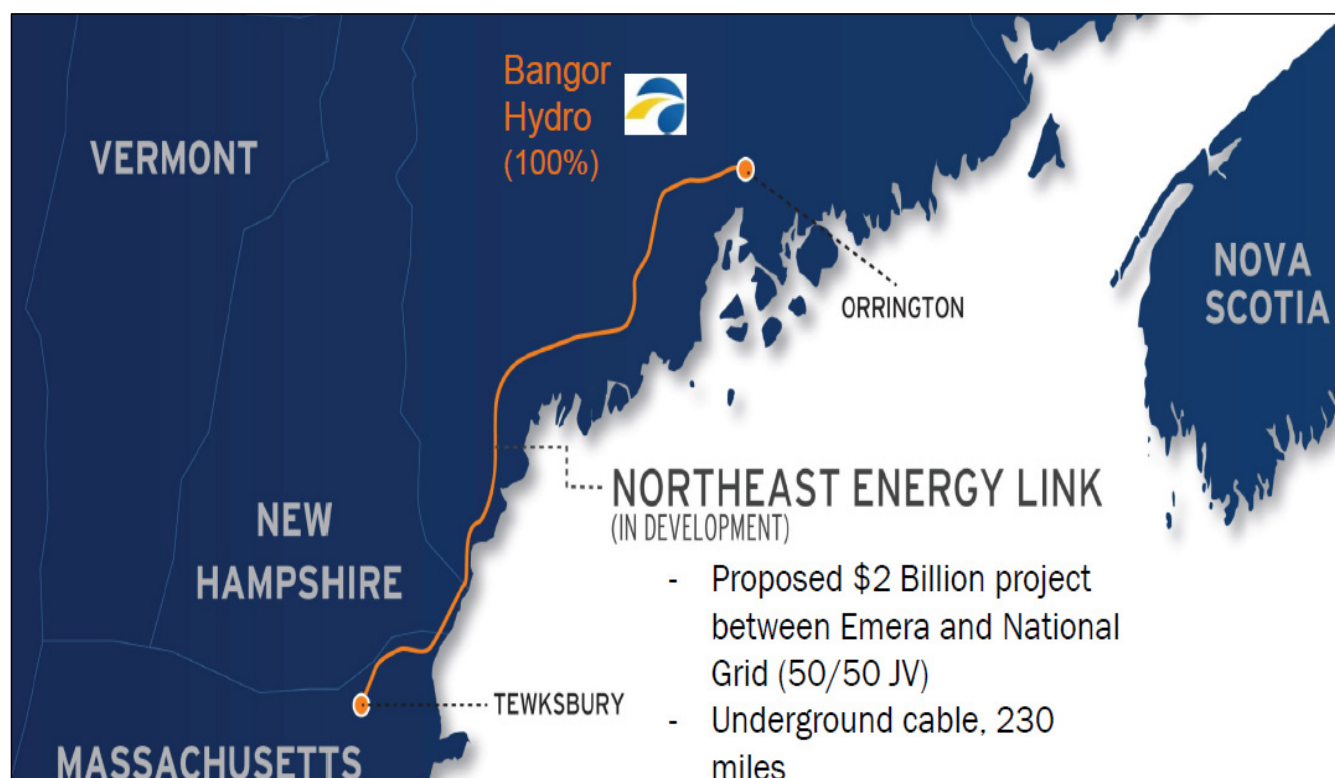 Bangor
Hydro
(100%)
VERMONT
NOVA
SCOTIA
ORRINGTON
NORTHEAST ENERGY LINK
(IN DEVELOPMENT)
NEW
HAMPSHIRE
- Proposed $2 Billion project
between Emera and National
Grid (50/50 JV)
- Underground cable, 230
miles
TEWKSBURY
MASSACHUSETTS